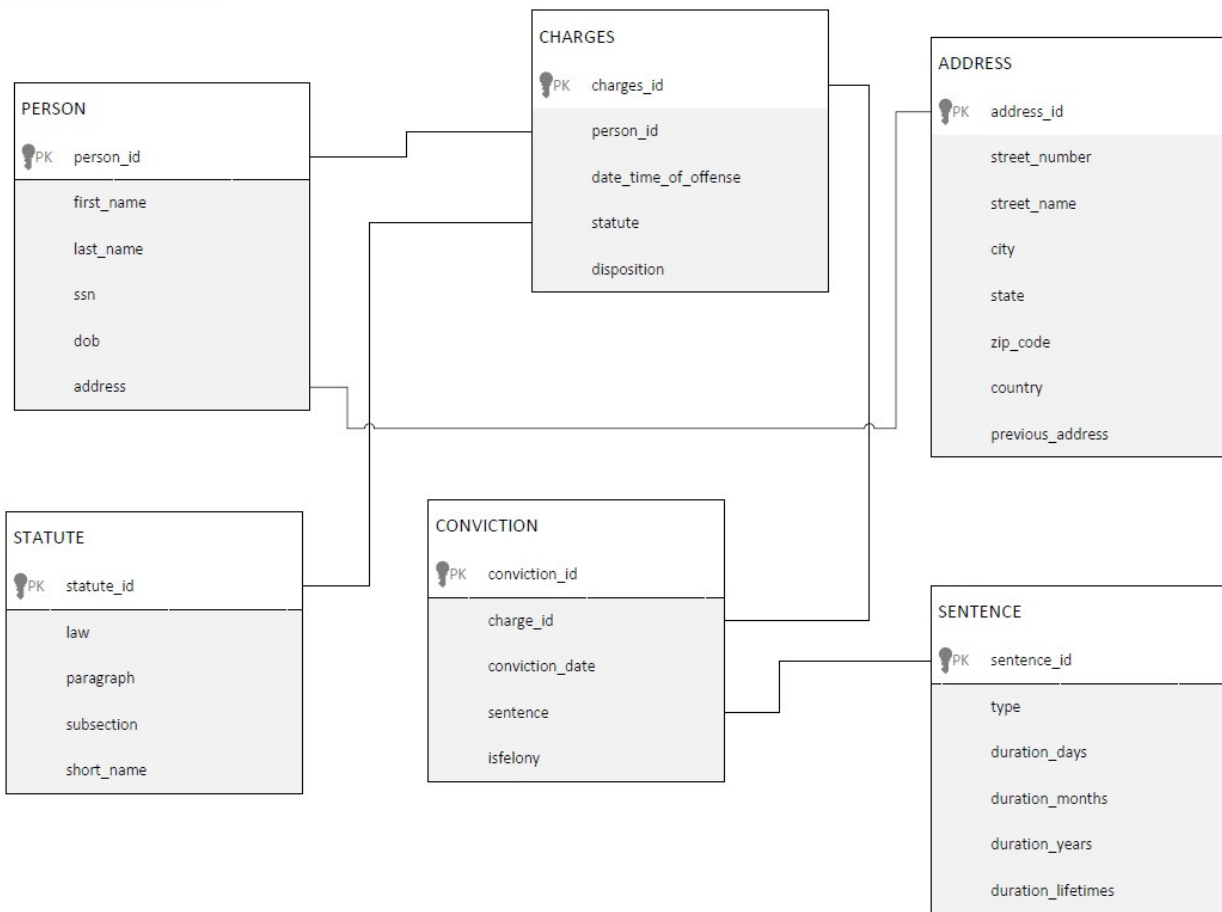 PERSON
PK person_id
first_name
last_name
ssn
dob
address
CHARGES
PK charges_id
person_id
date_time_of_offense
statute
disposition
ADDRESS
PK address_id
street_number
street_name
city
state
zip_code
country
previous_address
STATUTE
PK statute_id
law
paragraph
subsection
short_name
CONVICTION
PK conviction_id
charge_id
conviction_date
sentence
isfelony
SENTENCE
PK sentence_id
type
duration_days
duration_months
duration_years
duration_lifetimes